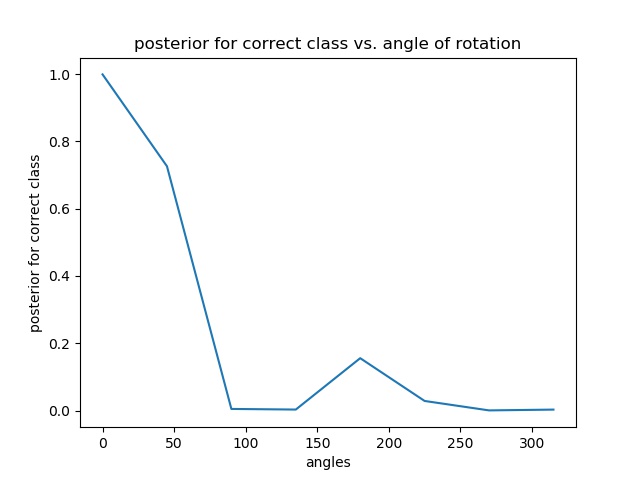 posterior for correct class vs. angle of rotation
posterior for correct class
1.0
0.8
0.6
0.4
0.2
0.0
0 50 100 150 200 250 300
angles